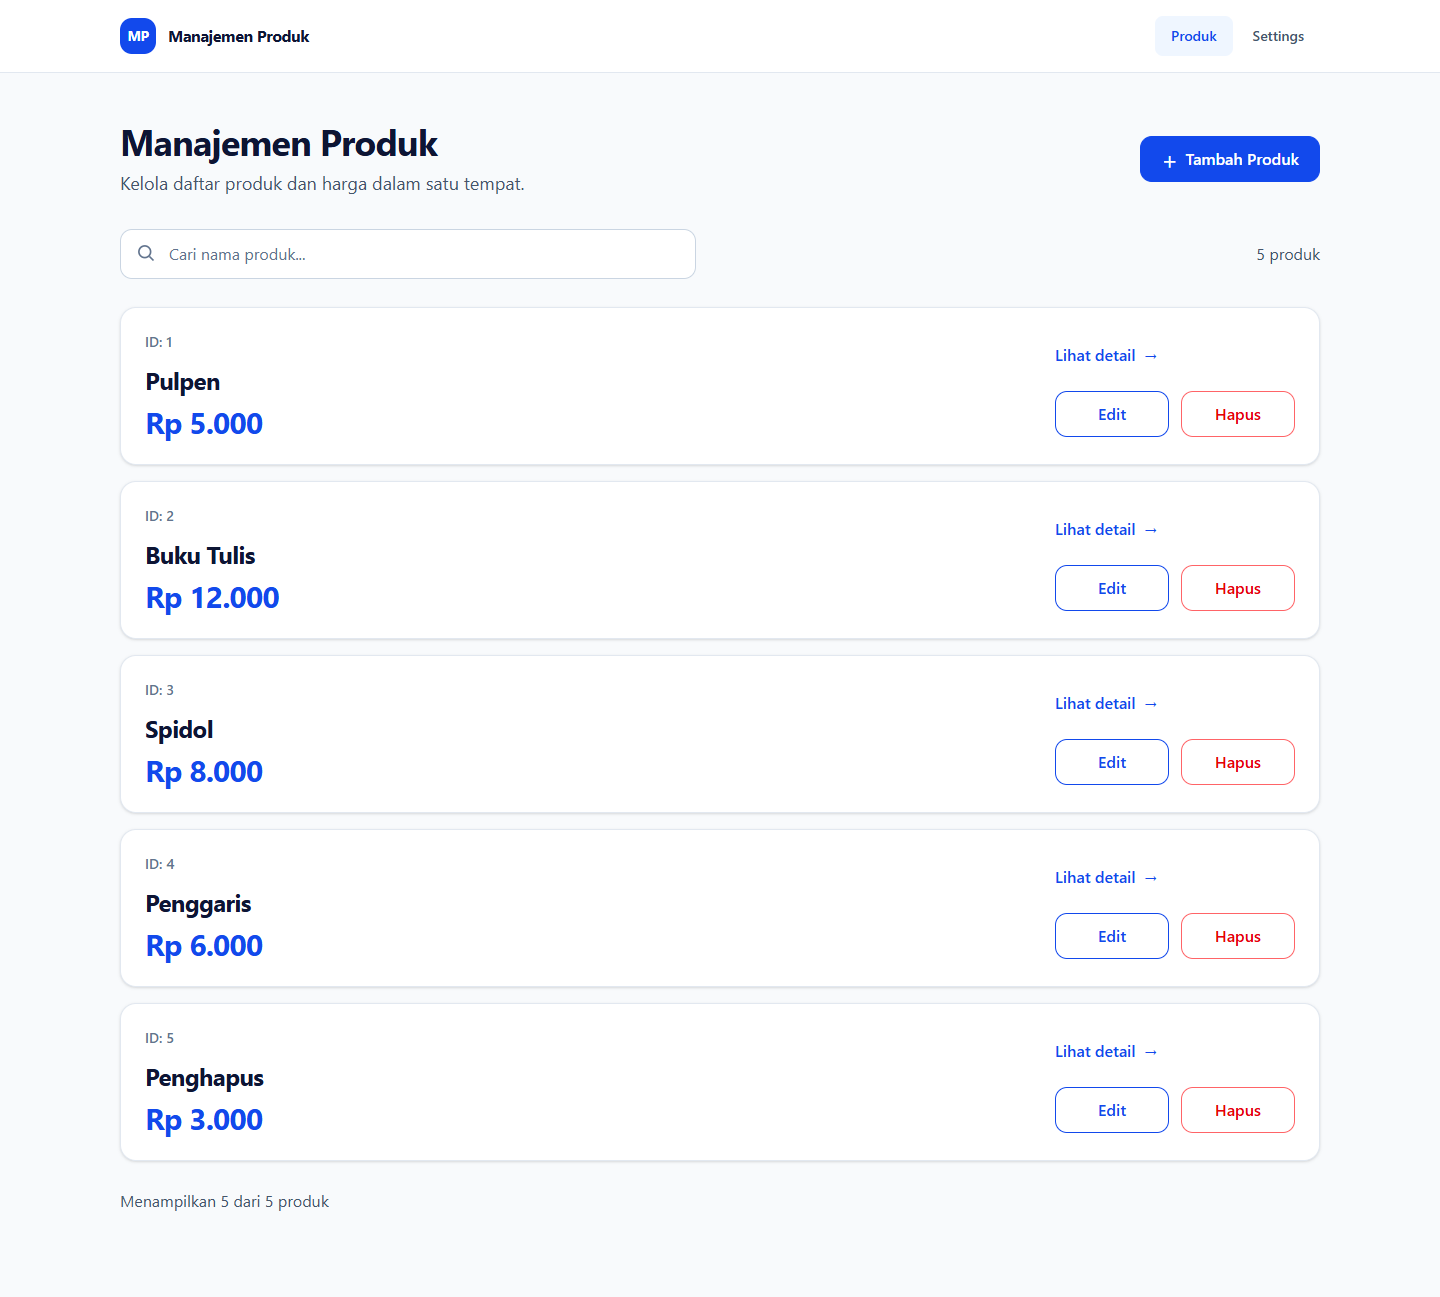 MP Manajemen Produk
Produk Settings
Manajemen Produk
Kelola daftar produk dan harga dalam satu tempat.
+ Tambah Produk
Cari nama produk...
5 produk
ID: 1
Pulpen
Rp 5.000
Lihat detail →
Edit Hapus
ID: 2
Buku Tulis
Rp 12.000
Lihat detail →
Edit Hapus
ID: 3
Spidol
Rp 8.000
Lihat detail →
Edit Hapus
ID: 4
Penggaris
Rp 6.000
Lihat detail →
Edit Hapus
ID: 5
Penghapus
Rp 3.000
Lihat detail →
Edit Hapus
Menampilkan 5 dari 5 produk